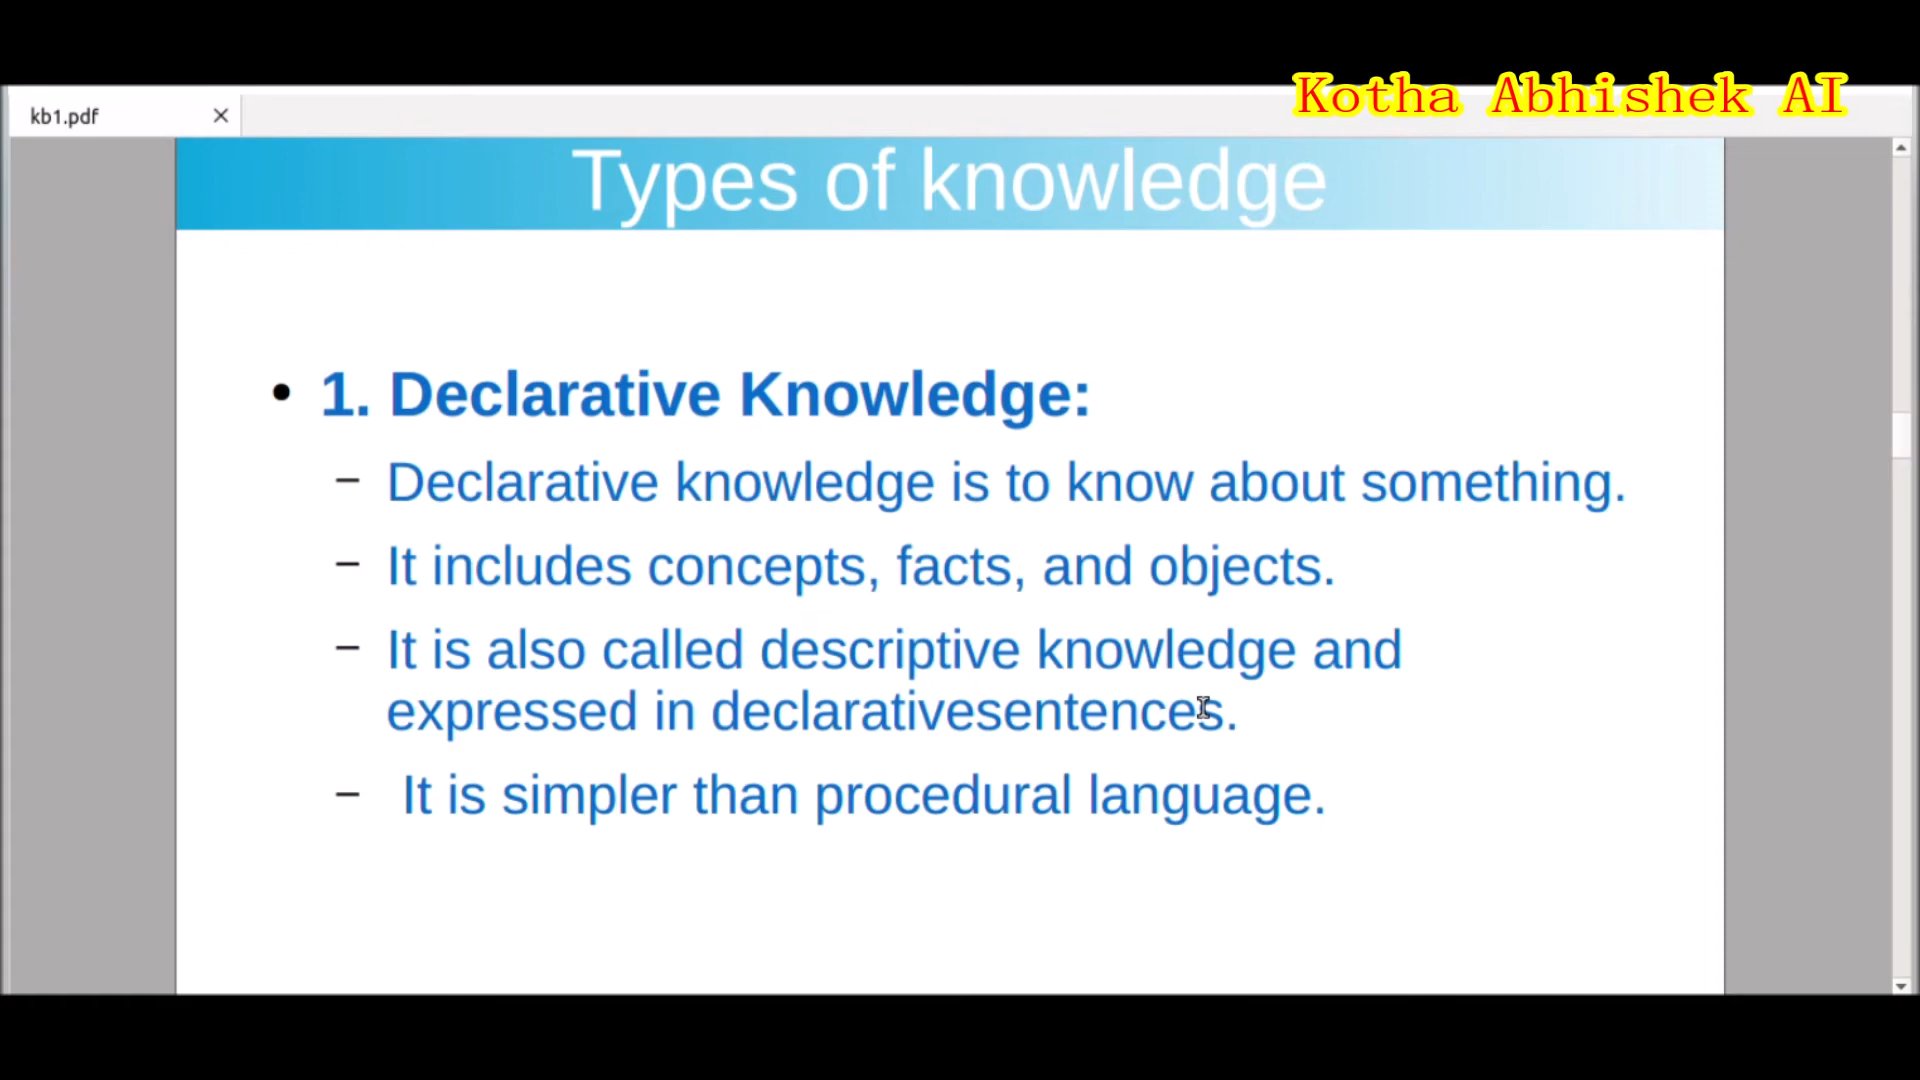 Kotha Abhishek AI
kb1.pdf
Types of knowledge
• 1. Declarative Knowledge:
– Declarative knowledge is to know about something.
– It includes concepts, facts, and objects.
– It is also called descriptive knowledge and
expressed in declarativesentences.
– It is simpler than procedural language.